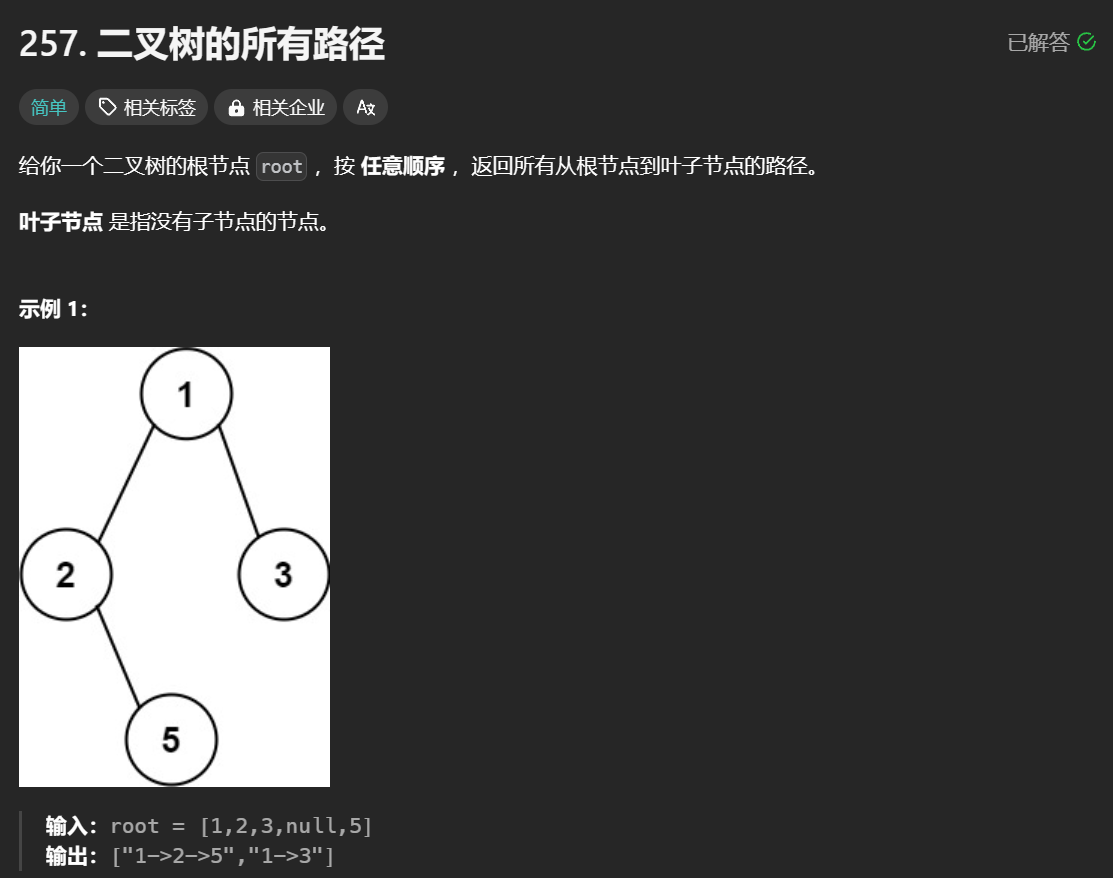 257. 二叉树的所有路径
已解答
简单 相关标签 相关企业 Ax
给你一个二叉树的根节点 root ，按 任意顺序 ，返回所有从根节点到叶子节点的路径。
叶子节点 是指没有子节点的节点。
示例 1：
1
2 3
5
输入：root = [1,2,3,null,5]
输出：["1->2->5","1->3"]